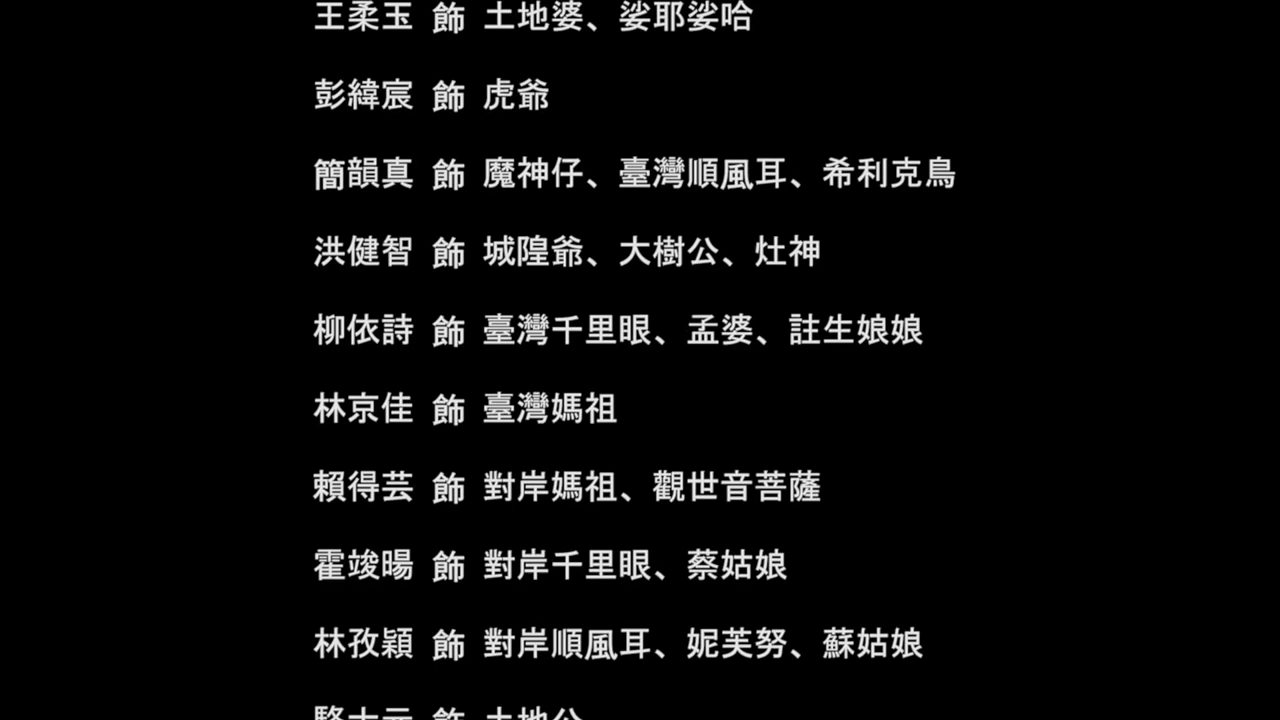 王柔玉 飾 土地婆、娑耶娑哈
彭緯宸 飾 虎爺
簡韻真 飾 魔神仔、臺灣順風耳、希利克鳥
洪健智 飾 城隍爺、大樹公、灶神
柳依詩 飾 臺灣千里眼、孟婆、註生娘娘
林京佳 飾 臺灣媽祖
賴得芸 飾 對岸媽祖、觀世音菩薩
霍竣暘 飾 對岸千里眼、蔡姑娘
林孜穎 飾 對岸順風耳、妮芙努、蘇姑娘
飾 土地公